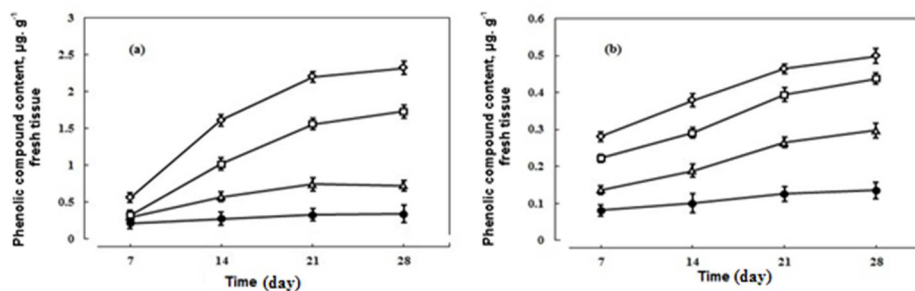 Phenolic compound content, µg. g⁻¹
fresh tissue
3
2.5
2
1.5
1
0.5
0
(a)
7
14
21
28
Time (day)
Phenolic compound content, µg. g⁻¹
fresh tissue
0.6
0.5
0.4
0.3
0.2
0.1
0
(b)
7
14
21
28
Time (day)